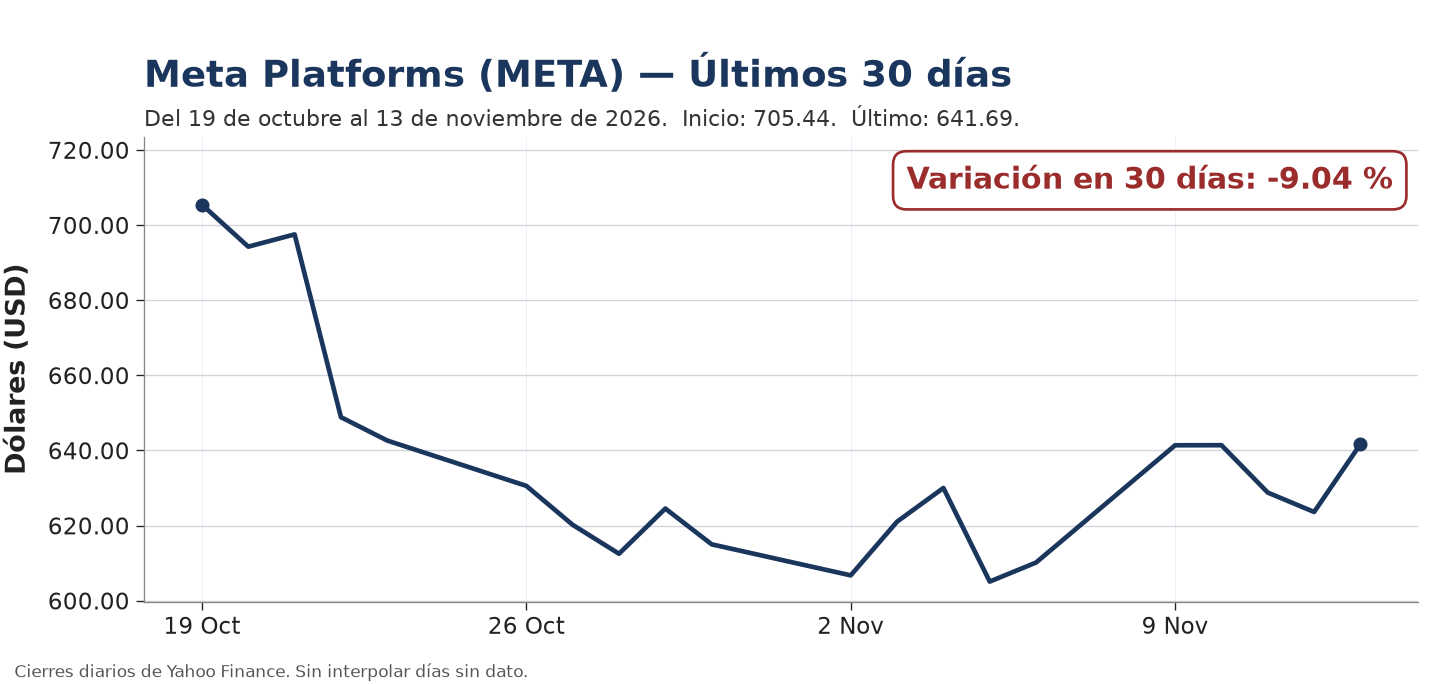 Meta Platforms (META) — Últimos 30 días
Del 19 de octubre al 13 de noviembre de 2026.  Inicio: 705.44.  Último: 641.69.
Variación en 30 días: -9.04 %
Dólares (USD)
720.00
700.00
680.00
660.00
640.00
620.00
600.00
19 Oct
26 Oct
2 Nov
9 Nov
Cierres diarios de Yahoo Finance. Sin interpolar días sin dato.